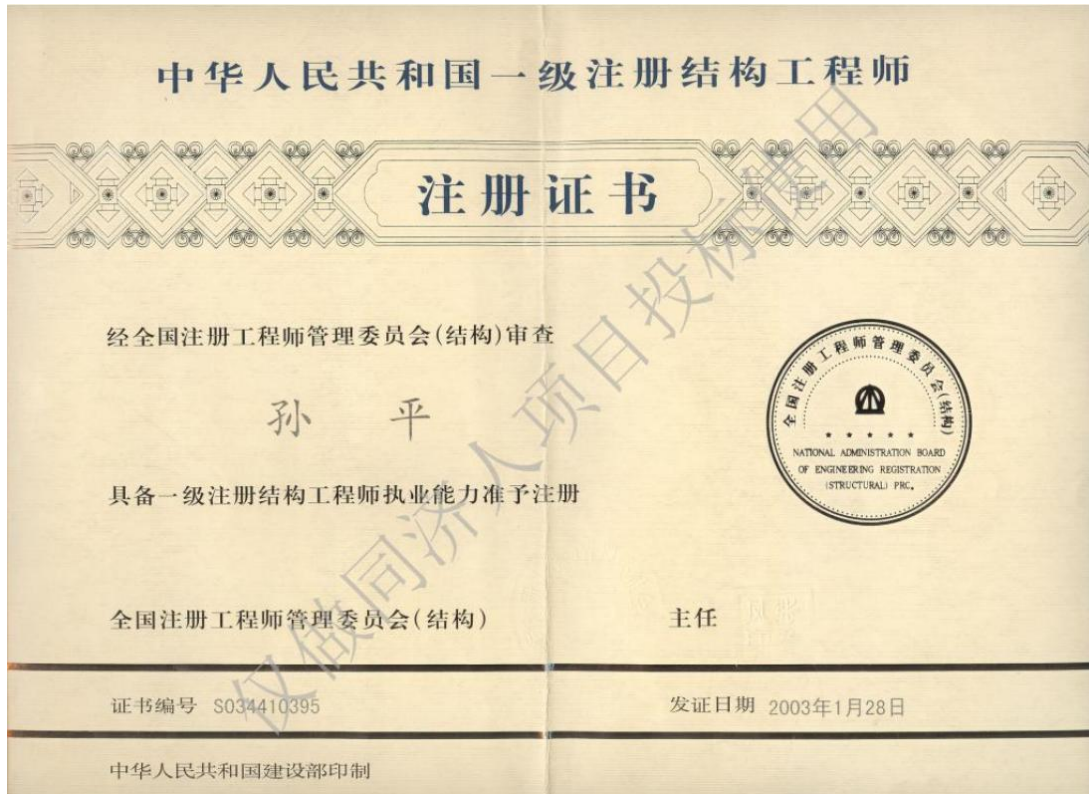 中华人民共和国一级注册结构工程师
注册证书
经全国注册工程师管理委员会(结构)审查
孙 平
具备一级注册结构工程师执业能力准予注册
全国注册工程师管理委员会(结构)
NATIONAL ADMINISTRATION BOARD
OF ENGINEERING REGISTRATION
(STRUCTURAL) PRC.
全国注册工程师管理委员会(结构)
主任
证书编号 S034410395
发证日期 2003年1月28日
中华人民共和国建设部印制
仅做同济人项目投标使用